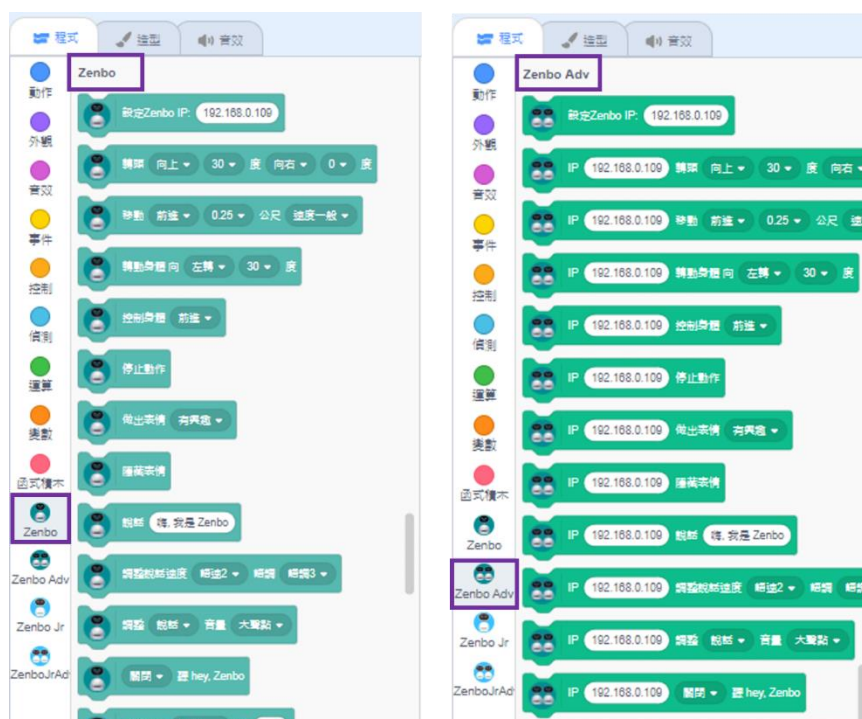 程式 造型 音效
Zenbo
動作
外觀
音效
事件
控制
偵測
運算
變數
函式積木
Zenbo
Zenbo Adv
Zenbo Jr
ZenboJrAd
設定Zenbo IP: 192.168.0.109
轉頭 向上 30 度 向右 0 度
移動 前進 0.25 公尺 速度一般
轉動身體 向 左轉 30 度
控制身體 前進
停止動作
做出表情 有興趣
隱藏表情
說話 嗨, 我是 Zenbo
調整說話速度 語速2 語調 語調3
調整 說話 音量 大聲點
關閉 聽 hey, Zenbo
程式 造型 音效
Zenbo Adv
動作
外觀
音效
事件
控制
偵測
運算
變數
函式積木
Zenbo
Zenbo Adv
Zenbo Jr
ZenboJrAd
設定Zenbo IP: 192.168.0.109
IP 192.168.0.109 轉頭 向上 30 度 向右
IP 192.168.0.109 移動 前進 0.25 公尺 速
IP 192.168.0.109 轉動身體 向 左轉 30 度
IP 192.168.0.109 控制身體 前進
IP 192.168.0.109 停止動作
IP 192.168.0.109 做出表情 有興趣
IP 192.168.0.109 隱藏表情
IP 192.168.0.109 說話 嗨, 我是 Zenbo
IP 192.168.0.109 調整說話速度 語速2 語調 語調
IP 192.168.0.109 調整 說話 音量 大聲點
IP 192.168.0.109 關閉 聽 hey, Zenbo